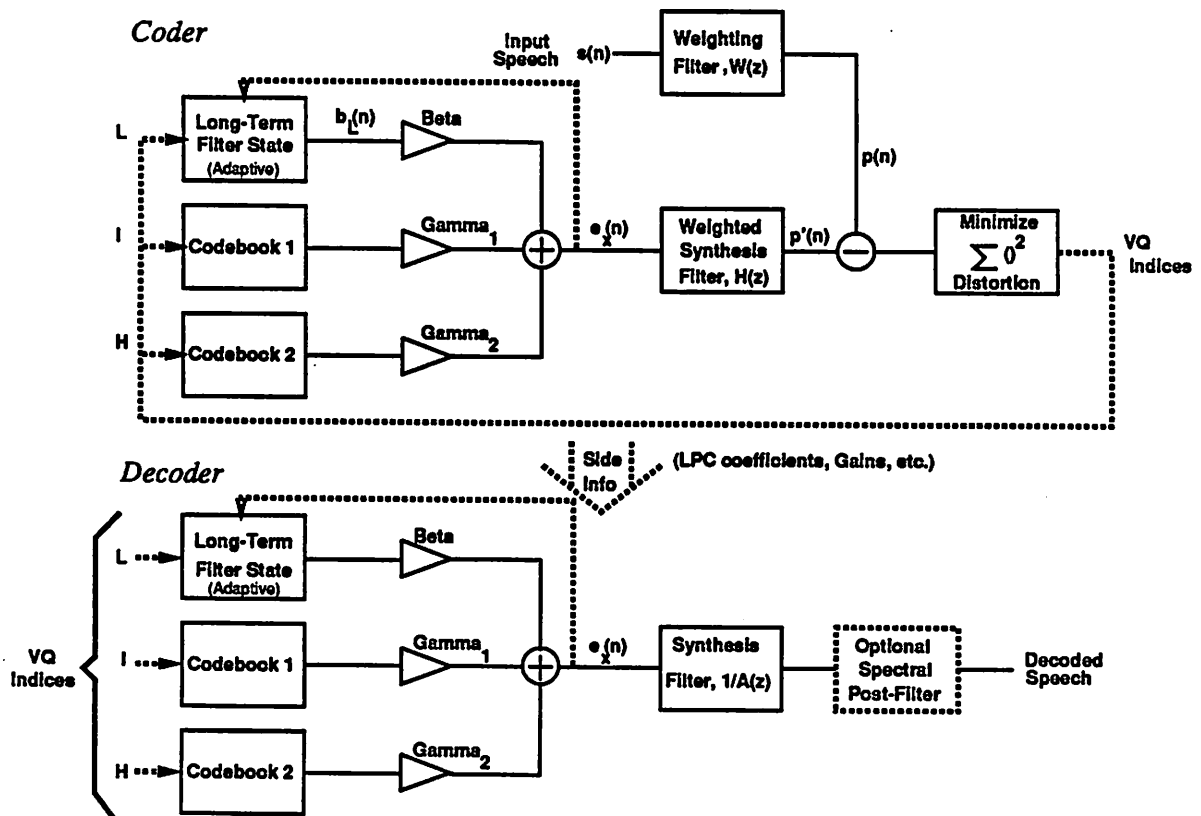 Coder
Input
Speech
s(n)
Weighting
Filter, W(z)
L
Long-Term
Filter State
(Adaptive)
b_L(n)
Beta
p(n)
I
Codebook 1
Gamma_1
+
e_x(n)
Weighted
Synthesis
Filter, H(z)
p'(n)
−
Minimize
∑ ()^2
Distortion
VQ
Indices
H
Codebook 2
Gamma_2
Side
Info
(LPC coefficients, Gains, etc.)
Decoder
VQ
Indices
L
Long-Term
Filter State
(Adaptive)
Beta
I
Codebook 1
Gamma_1
+
e_x(n)
Synthesis
Filter, 1/A(z)
Optional
Spectral
Post-Filter
Decoded
Speech
H
Codebook 2
Gamma_2